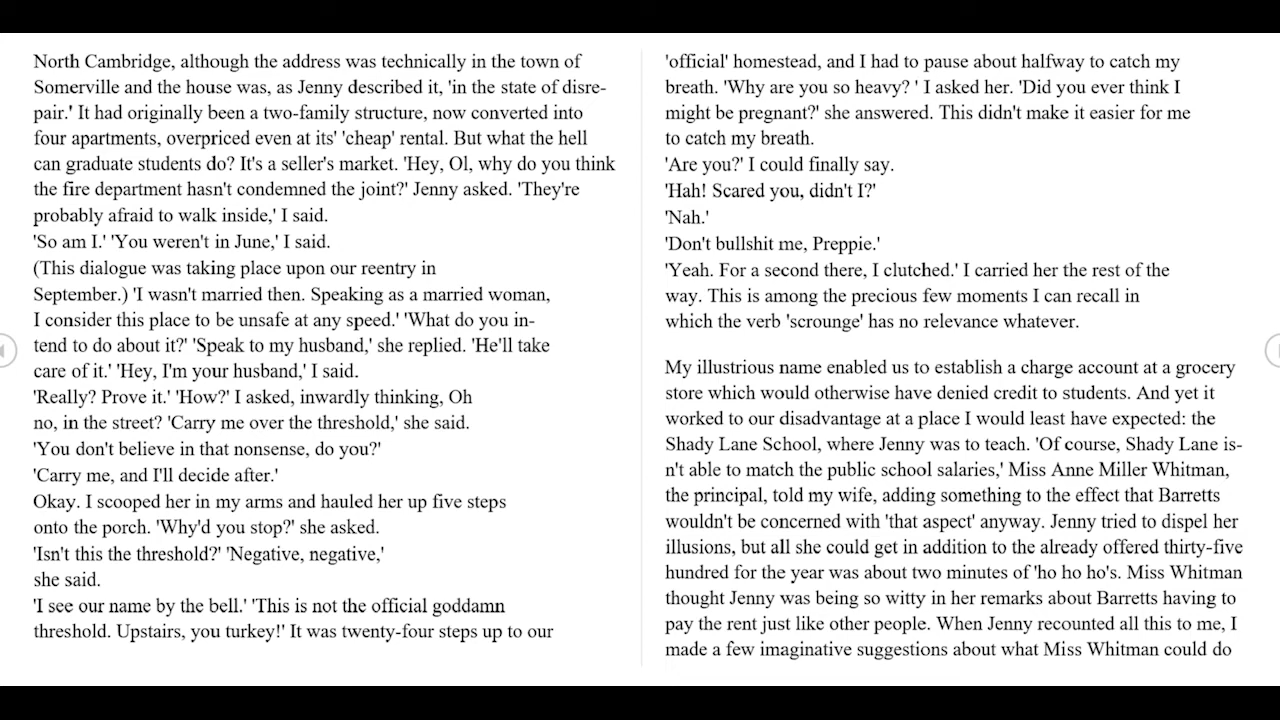 North Cambridge, although the address was technically in the town of
Somerville and the house was, as Jenny described it, 'in the state of disre-
pair.' It had originally been a two-family structure, now converted into
four apartments, overpriced even at its' 'cheap' rental. But what the hell
can graduate students do? It's a seller's market. 'Hey, Ol, why do you think
the fire department hasn't condemned the joint?' Jenny asked. 'They're
probably afraid to walk inside,' I said.
'So am I.' 'You weren't in June,' I said.
(This dialogue was taking place upon our reentry in
September.) 'I wasn't married then. Speaking as a married woman,
I consider this place to be unsafe at any speed.' 'What do you in-
tend to do about it?' 'Speak to my husband,' she replied. 'He'll take
care of it.' 'Hey, I'm your husband,' I said.
'Really? Prove it.' 'How?' I asked, inwardly thinking, Oh
no, in the street? 'Carry me over the threshold,' she said.
'You don't believe in that nonsense, do you?'
'Carry me, and I'll decide after.'
Okay. I scooped her in my arms and hauled her up five steps
onto the porch. 'Why'd you stop?' she asked.
'Isn't this the threshold?' 'Negative, negative,'
she said.
'I see our name by the bell.' 'This is not the official goddamn
threshold. Upstairs, you turkey!' It was twenty-four steps up to our
'official' homestead, and I had to pause about halfway to catch my
breath. 'Why are you so heavy? ' I asked her. 'Did you ever think I
might be pregnant?' she answered. This didn't make it easier for me
to catch my breath.
'Are you?' I could finally say.
'Hah! Scared you, didn't I?'
'Nah.'
'Don't bullshit me, Preppie.'
'Yeah. For a second there, I clutched.' I carried her the rest of the
way. This is among the precious few moments I can recall in
which the verb 'scrounge' has no relevance whatever.
My illustrious name enabled us to establish a charge account at a grocery
store which would otherwise have denied credit to students. And yet it
worked to our disadvantage at a place I would least have expected: the
Shady Lane School, where Jenny was to teach. 'Of course, Shady Lane is-
n't able to match the public school salaries,' Miss Anne Miller Whitman,
the principal, told my wife, adding something to the effect that Barretts
wouldn't be concerned with 'that aspect' anyway. Jenny tried to dispel her
illusions, but all she could get in addition to the already offered thirty-five
hundred for the year was about two minutes of 'ho ho ho's. Miss Whitman
thought Jenny was being so witty in her remarks about Barretts having to
pay the rent just like other people. When Jenny recounted all this to me, I
made a few imaginative suggestions about what Miss Whitman could do